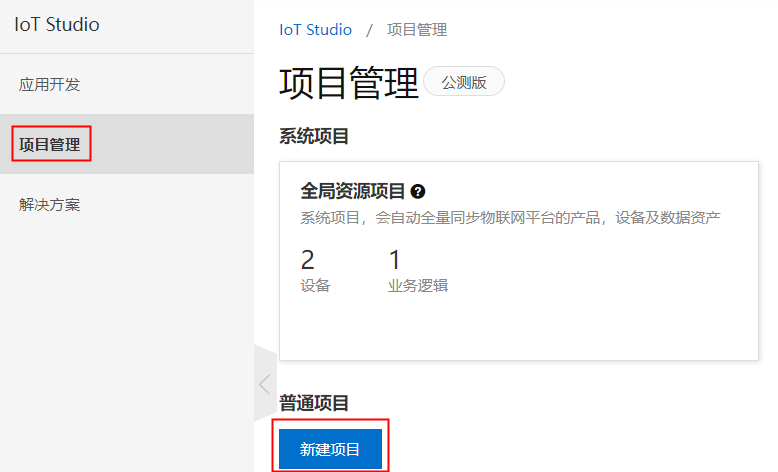 IoT Studio
应用开发
项目管理
解决方案
IoT Studio / 项目管理
项目管理 公测版
系统项目
全局资源项目 ?
系统项目，会自动全量同步物联网平台的产品，设备及数据资产
2 1
设备 业务逻辑
普通项目
新建项目